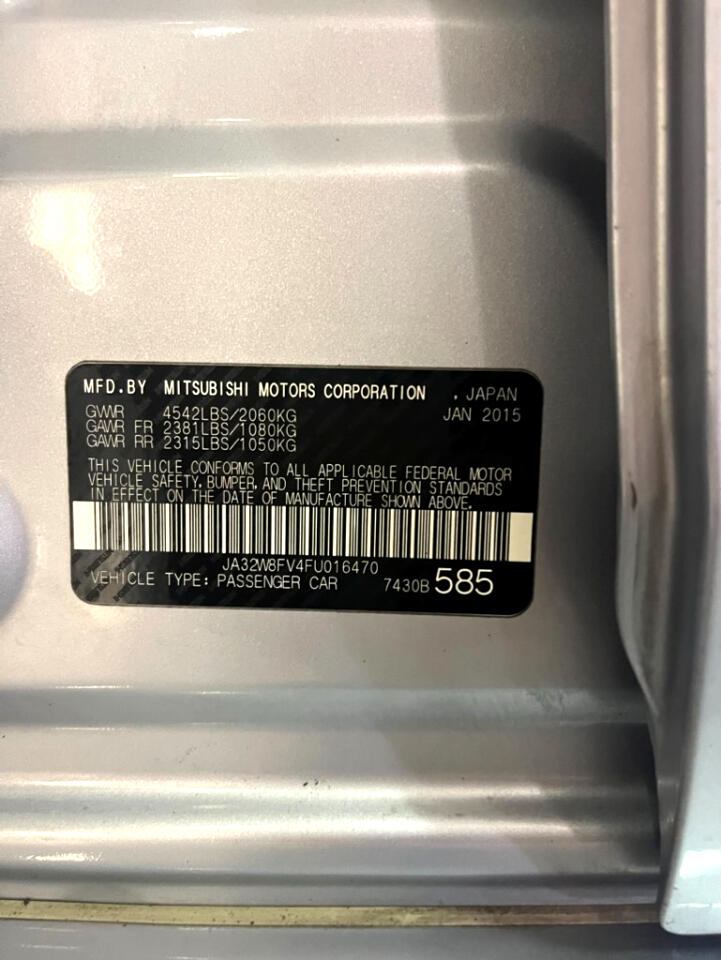 MFD.BY MITSUBISHI MOTORS CORPORATION , JAPAN
GVWR 4542LBS/2060KG JAN 2015
GAWR FR 2381LBS/1080KG
GAWR RR 2315LBS/1050KG
THIS VEHICLE CONFORMS TO ALL APPLICABLE FEDERAL MOTOR
VEHICLE SAFETY, BUMPER, AND THEFT PREVENTION STANDARDS
IN EFFECT ON THE DATE OF MANUFACTURE SHOWN ABOVE.
JA32W8FV4FU016470
VEHICLE TYPE: PASSENGER CAR 7430B 585